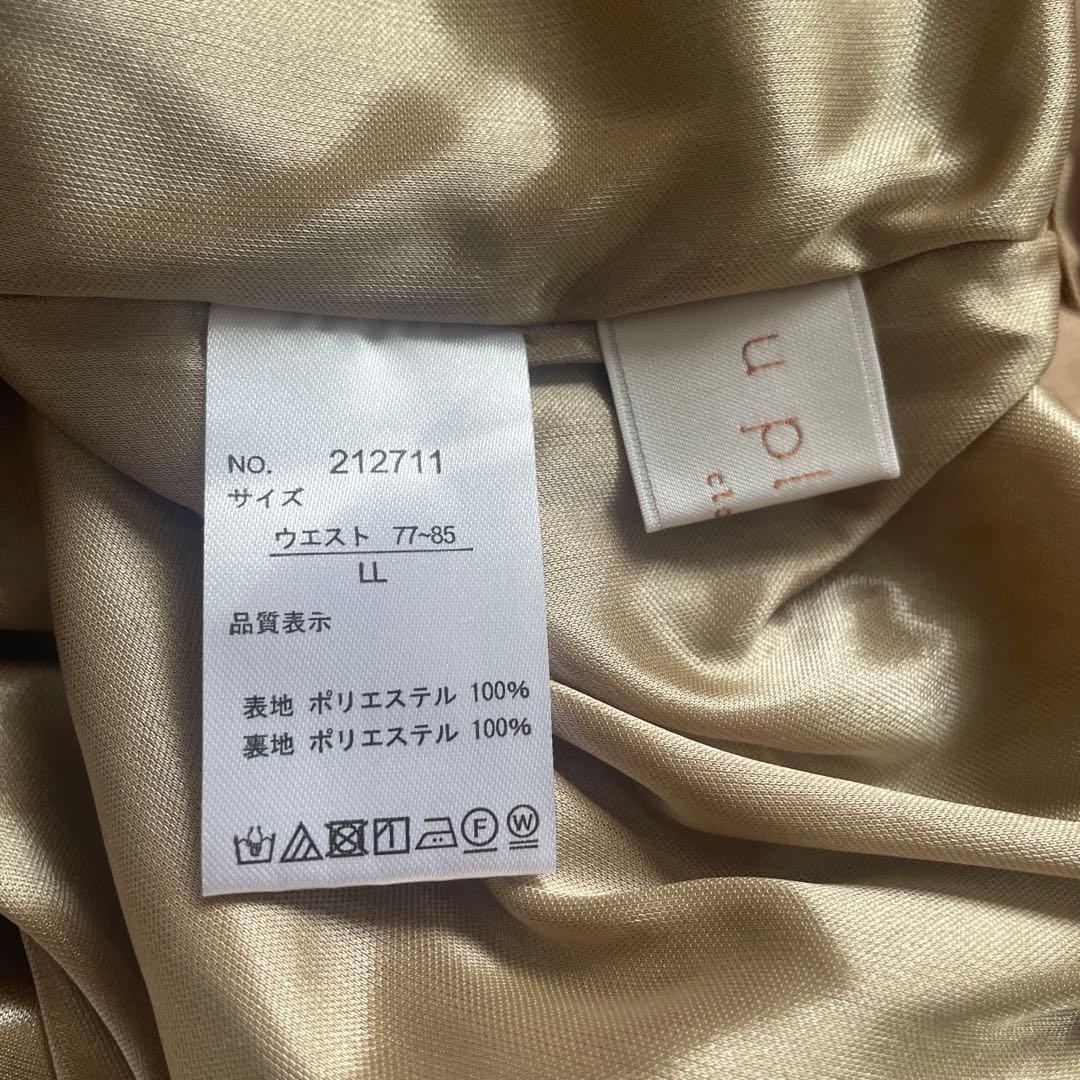 NO. 212711
サイズ
ウエスト 77~85
LL
品質表示
表地 ポリエステル 100%
裏地 ポリエステル 100%
F W
u pl